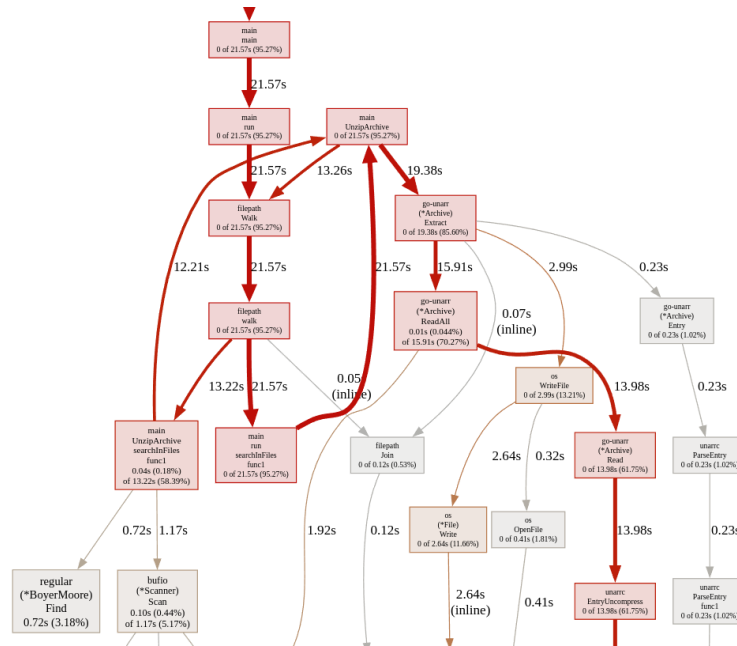 main
main
0 of 21.57s (95.27%)
21.57s
main
run
0 of 21.57s (95.27%)
main
UnzipArchive
0 of 21.57s (95.27%)
21.57s
13.26s
19.38s
filepath
Walk
0 of 21.57s (95.27%)
go-unarr
(*Archive)
Extract
0 of 19.38s (85.60%)
12.21s
21.57s
21.57s
15.91s
2.99s
0.23s
filepath
walk
0 of 21.57s (95.27%)
go-unarr
(*Archive)
ReadAll
0.01s (0.044%)
of 15.91s (70.27%)
0.07s
(inline)
go-unarr
(*Archive)
Entry
0 of 0.23s (1.02%)
13.22s
21.57s
0.05s
(inline)
os
WriteFile
0 of 2.99s (13.21%)
13.98s
0.23s
main
UnzipArchive
searchInFiles
func1
0.04s (0.18%)
of 13.22s (58.39%)
main
run
searchInFiles
func1
0 of 21.57s (95.27%)
filepath
Join
0 of 0.12s (0.53%)
2.64s
0.32s
go-unarr
(*Archive)
Read
0 of 13.98s (61.75%)
unarrc
ParseEntry
0 of 0.23s (1.02%)
0.72s
1.17s
1.92s
0.12s
os
(*File)
Write
0 of 2.64s (11.66%)
os
OpenFile
0 of 0.41s (1.81%)
13.98s
0.23s
regular
(*BoyerMoore)
Find
0.72s (3.18%)
bufio
(*Scanner)
Scan
0.10s (0.44%)
of 1.17s (5.17%)
2.64s
(inline)
0.41s
unarrc
EntryUncompress
0 of 13.98s (61.75%)
unarrc
ParseEntry
func1
0 of 0.23s (1.02%)